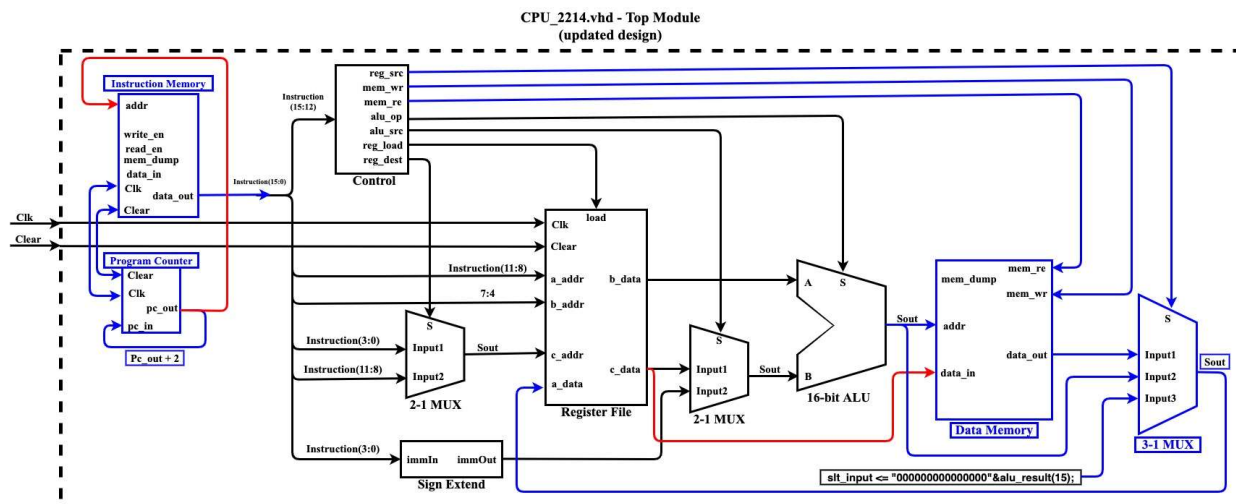 CPU_2214.vhd - Top Module
(updated design)
Instruction Memory
addr
write_en
read_en
mem_dump
data_in
Clk
data_out
Clear
Program Counter
Clear
Clk
pc_out
pc_in
Pc_out + 2
Clk
Clear
Instruction(15:0)
Instruction
(15:12)
reg_src
mem_wr
mem_re
alu_op
alu_src
reg_load
reg_dest
Control
Instruction(11:8)
7:4
Instruction(3:0)
Instruction(11:8)
Instruction(3:0)
S
Input1
Input2
Sout
2-1 MUX
load
Clk
Clear
a_addr
b_addr
c_addr
a_data
b_data
c_data
Register File
immIn
immOut
Sign Extend
S
Input1
Input2
Sout
2-1 MUX
A
S
B
16-bit ALU
Sout
mem_re
mem_dump
mem_wr
addr
data_out
data_in
Data Memory
S
Input1
Input2
Input3
Sout
3-1 MUX
slt_input <= "000000000000000"&alu_result(15);